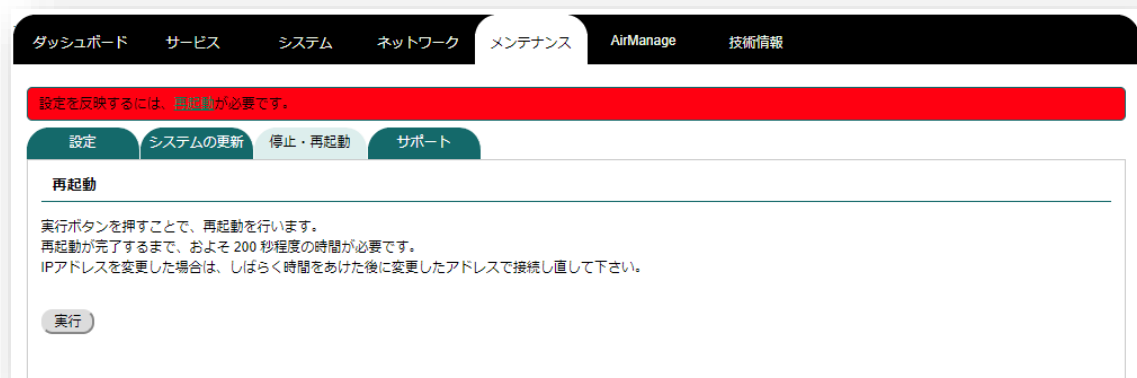 ダッシュボード サービス システム ネットワーク メンテナンス AirManage 技術情報
設定を反映するには、再起動が必要です。
設定 システムの更新 停止・再起動 サポート
再起動
実行ボタンを押すことで、再起動を行います。
再起動が完了するまで、およそ 200 秒程度の時間が必要です。
IPアドレスを変更した場合は、しばらく時間をあけた後に変更したアドレスで接続し直して下さい。
実行